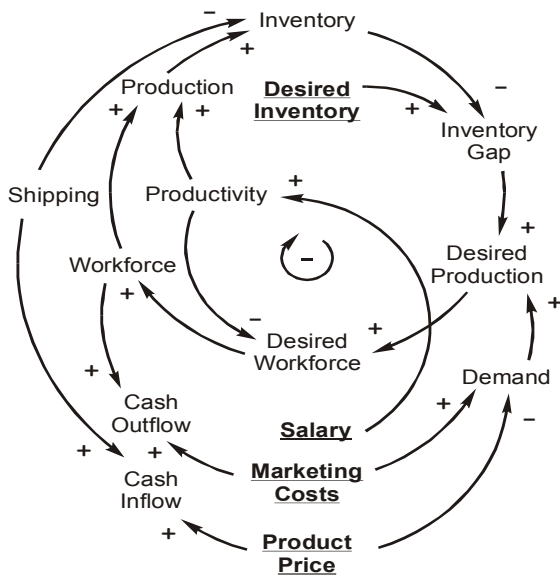 −
Inventory
+
Production
Desired
Inventory
−
+
+
+
Inventory
Gap
Shipping
Productivity
+
+
Desired
Production
−
Workforce
+
−
+
+
Desired
Workforce
Demand
+
Cash
Outflow
Salary
+
−
+
+
Cash
Inflow
Marketing
Costs
+
Product
Price